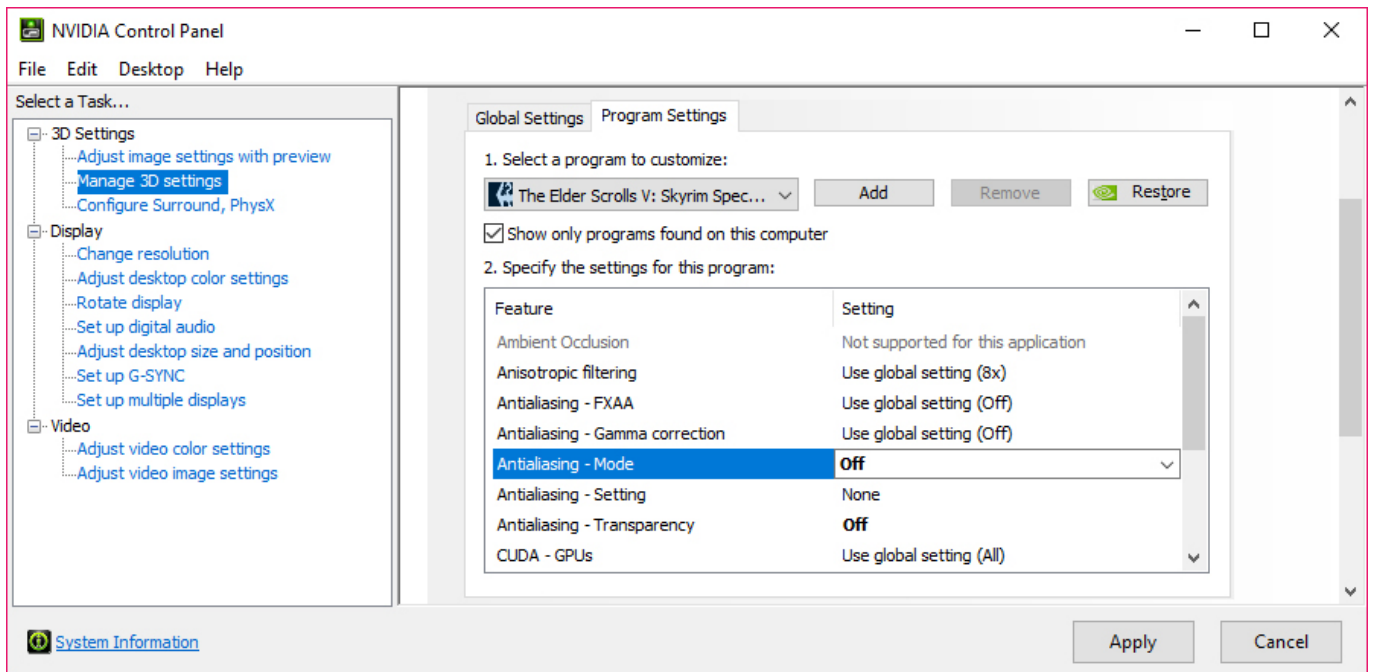 NVIDIA Control Panel
File Edit Desktop Help
Select a Task...
3D Settings
Adjust image settings with preview
Manage 3D settings
Configure Surround, PhysX
Display
Change resolution
Adjust desktop color settings
Rotate display
Set up digital audio
Adjust desktop size and position
Set up G-SYNC
Set up multiple displays
Video
Adjust video color settings
Adjust video image settings
Global Settings Program Settings
1. Select a program to customize:
The Elder Scrolls V: Skyrim Spec... Add Remove Restore
Show only programs found on this computer
2. Specify the settings for this program:
Feature Setting
Ambient Occlusion Not supported for this application
Anisotropic filtering Use global setting (8x)
Antialiasing - FXAA Use global setting (Off)
Antialiasing - Gamma correction Use global setting (Off)
Antialiasing - Mode Off
Antialiasing - Setting None
Antialiasing - Transparency Off
CUDA - GPUs Use global setting (All)
System Information
Apply Cancel